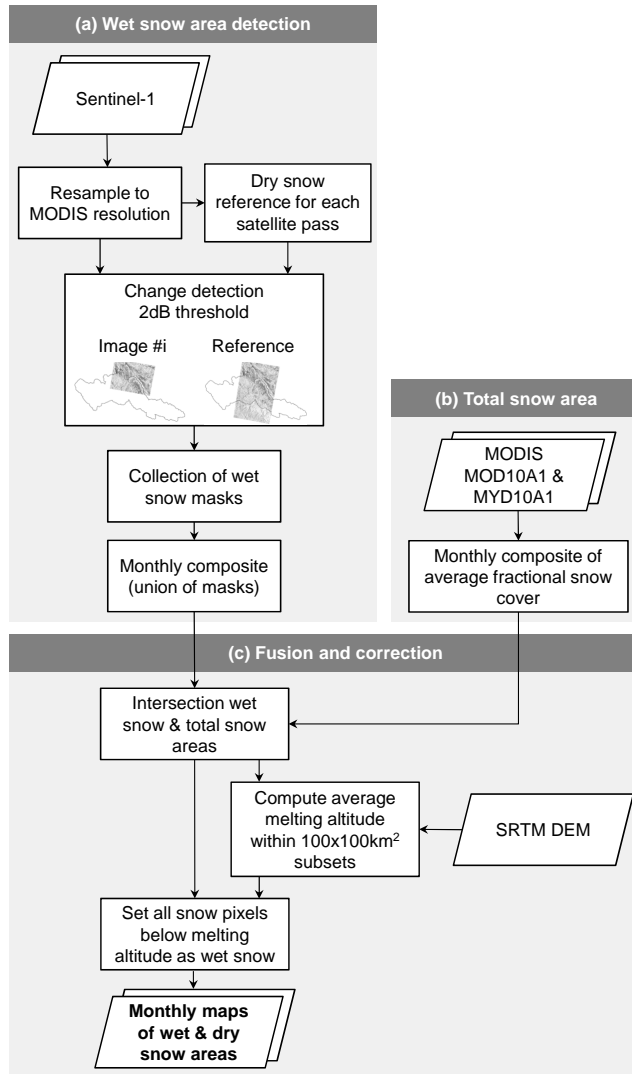 (a) Wet snow area detection
Sentinel-1
Resample to
MODIS resolution
Dry snow
reference for each
satellite pass
Change detection
2dB threshold
Image #i
Reference
Collection of wet
snow masks
Monthly composite
(union of masks)
(b) Total snow area
MODIS
MOD10A1 &
MYD10A1
Monthly composite of
average fractional snow
cover
(c) Fusion and correction
Intersection wet
snow & total snow
areas
Compute average
melting altitude
within 100x100km²
subsets
SRTM DEM
Set all snow pixels
below melting
altitude as wet snow
Monthly maps
of wet & dry
snow areas